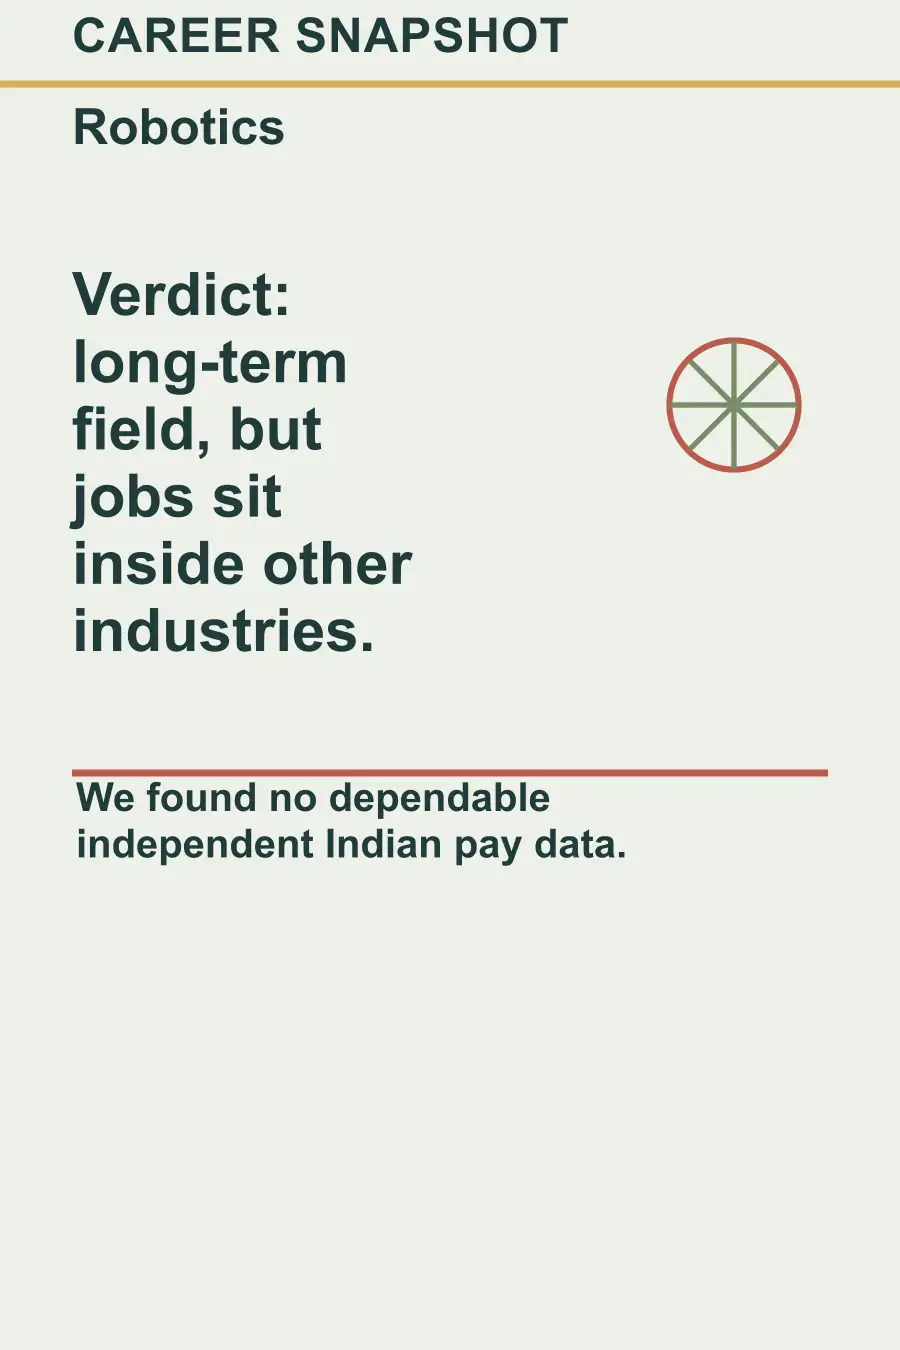 CAREER SNAPSHOT
Robotics
Verdict:
long-term
field, but
jobs sit
inside other
industries.
We found no dependable
independent Indian pay data.